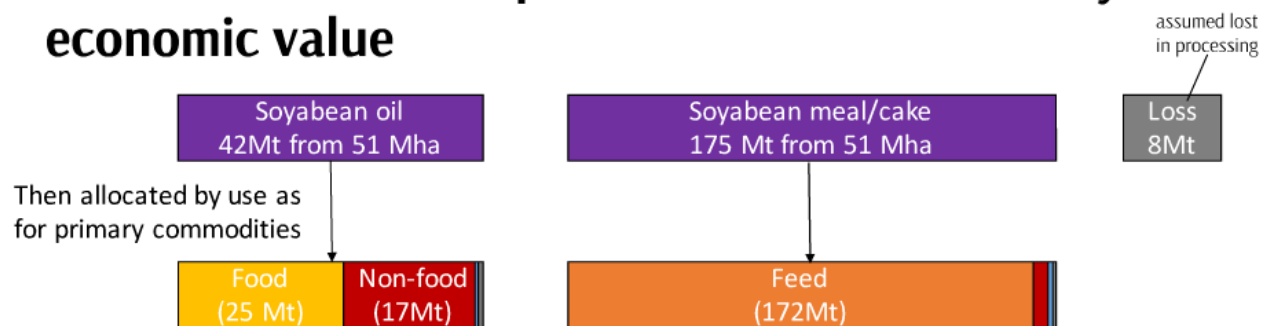 economic value
assumed lost
in processing
Soyabean oil
42Mt from 51 Mha
Soyabean meal/cake
175 Mt from 51 Mha
Loss
8Mt
Then allocated by use as
for primary commodities
Food
(25 Mt)
Non-food
(17Mt)
Feed
(172Mt)